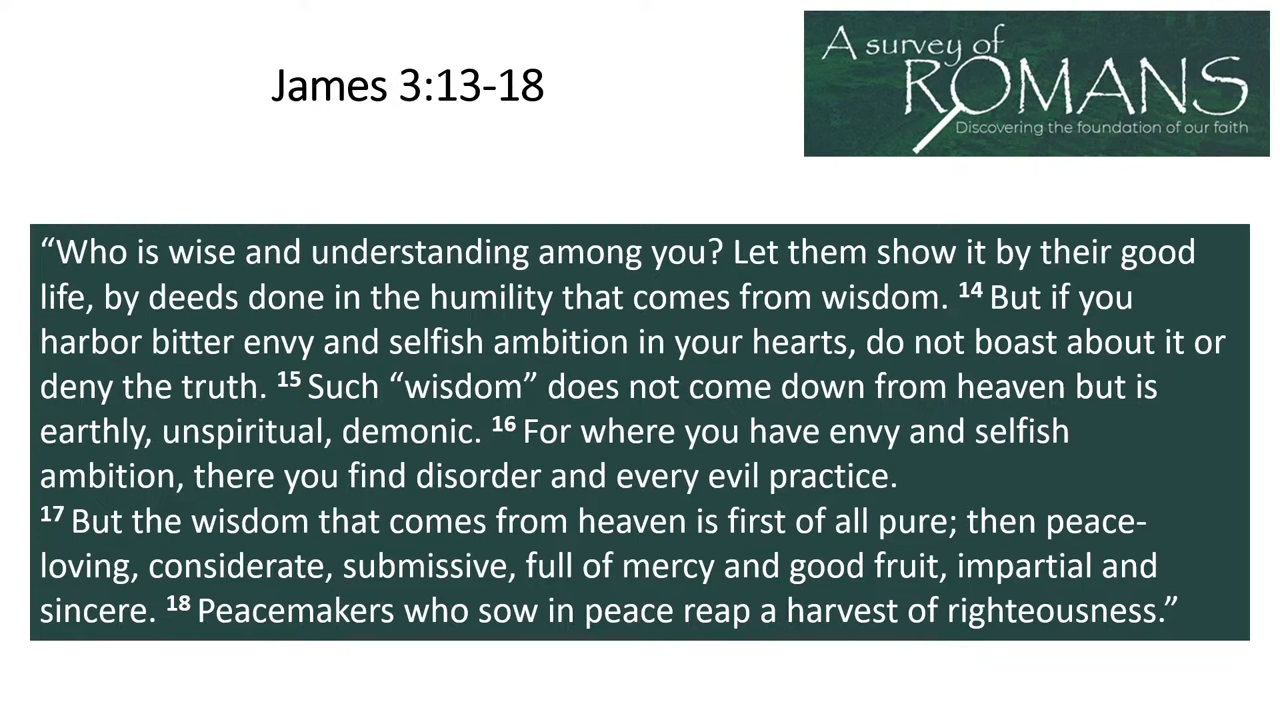 James 3:13-18
A survey of
ROMANS
Discovering the foundation of our faith
“Who is wise and understanding among you? Let them show it by their good
life, by deeds done in the humility that comes from wisdom. 14 But if you
harbor bitter envy and selfish ambition in your hearts, do not boast about it or
deny the truth. 15 Such “wisdom” does not come down from heaven but is
earthly, unspiritual, demonic. 16 For where you have envy and selfish
ambition, there you find disorder and every evil practice.
17 But the wisdom that comes from heaven is first of all pure; then peace-
loving, considerate, submissive, full of mercy and good fruit, impartial and
sincere. 18 Peacemakers who sow in peace reap a harvest of righteousness.”